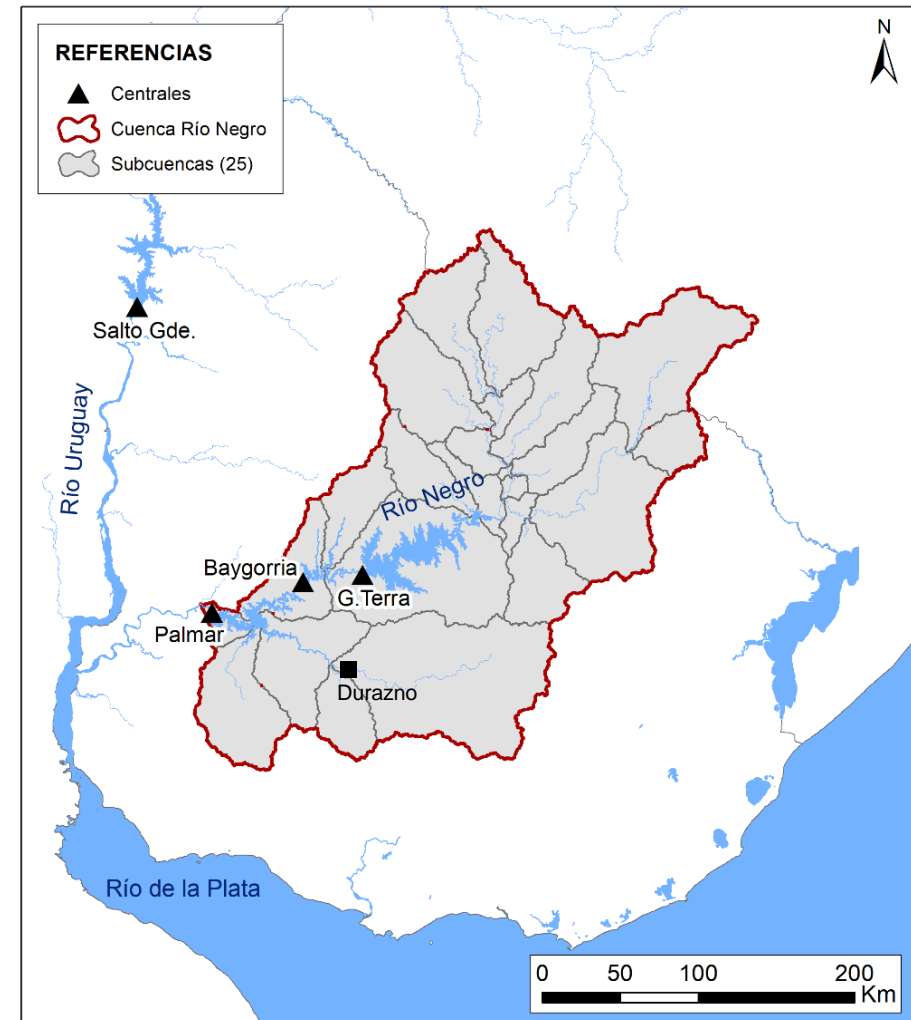 REFERENCIAS
Centrales
Cuenca Río Negro
Subcuencas (25)
N
Salto Gde.
Río Uruguay
Río Negro
Baygorria
G.Terra
Palmar
Durazno
Río de la Plata
0 50 100 200
Km